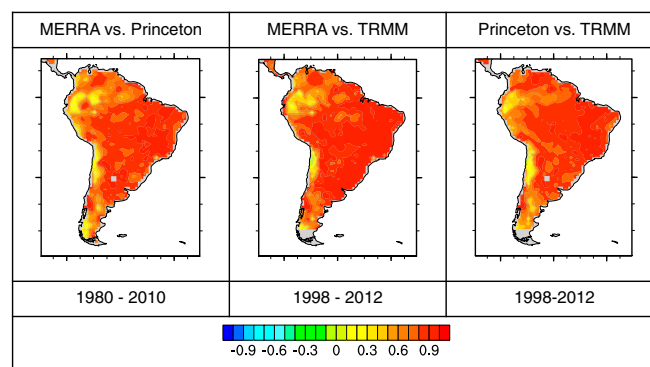 MERRA vs. Princeton MERRA vs. TRMM Princeton vs. TRMM
1980 - 2010 1998 - 2012 1998-2012
-0.9 -0.6 -0.3 0 0.3 0.6 0.9